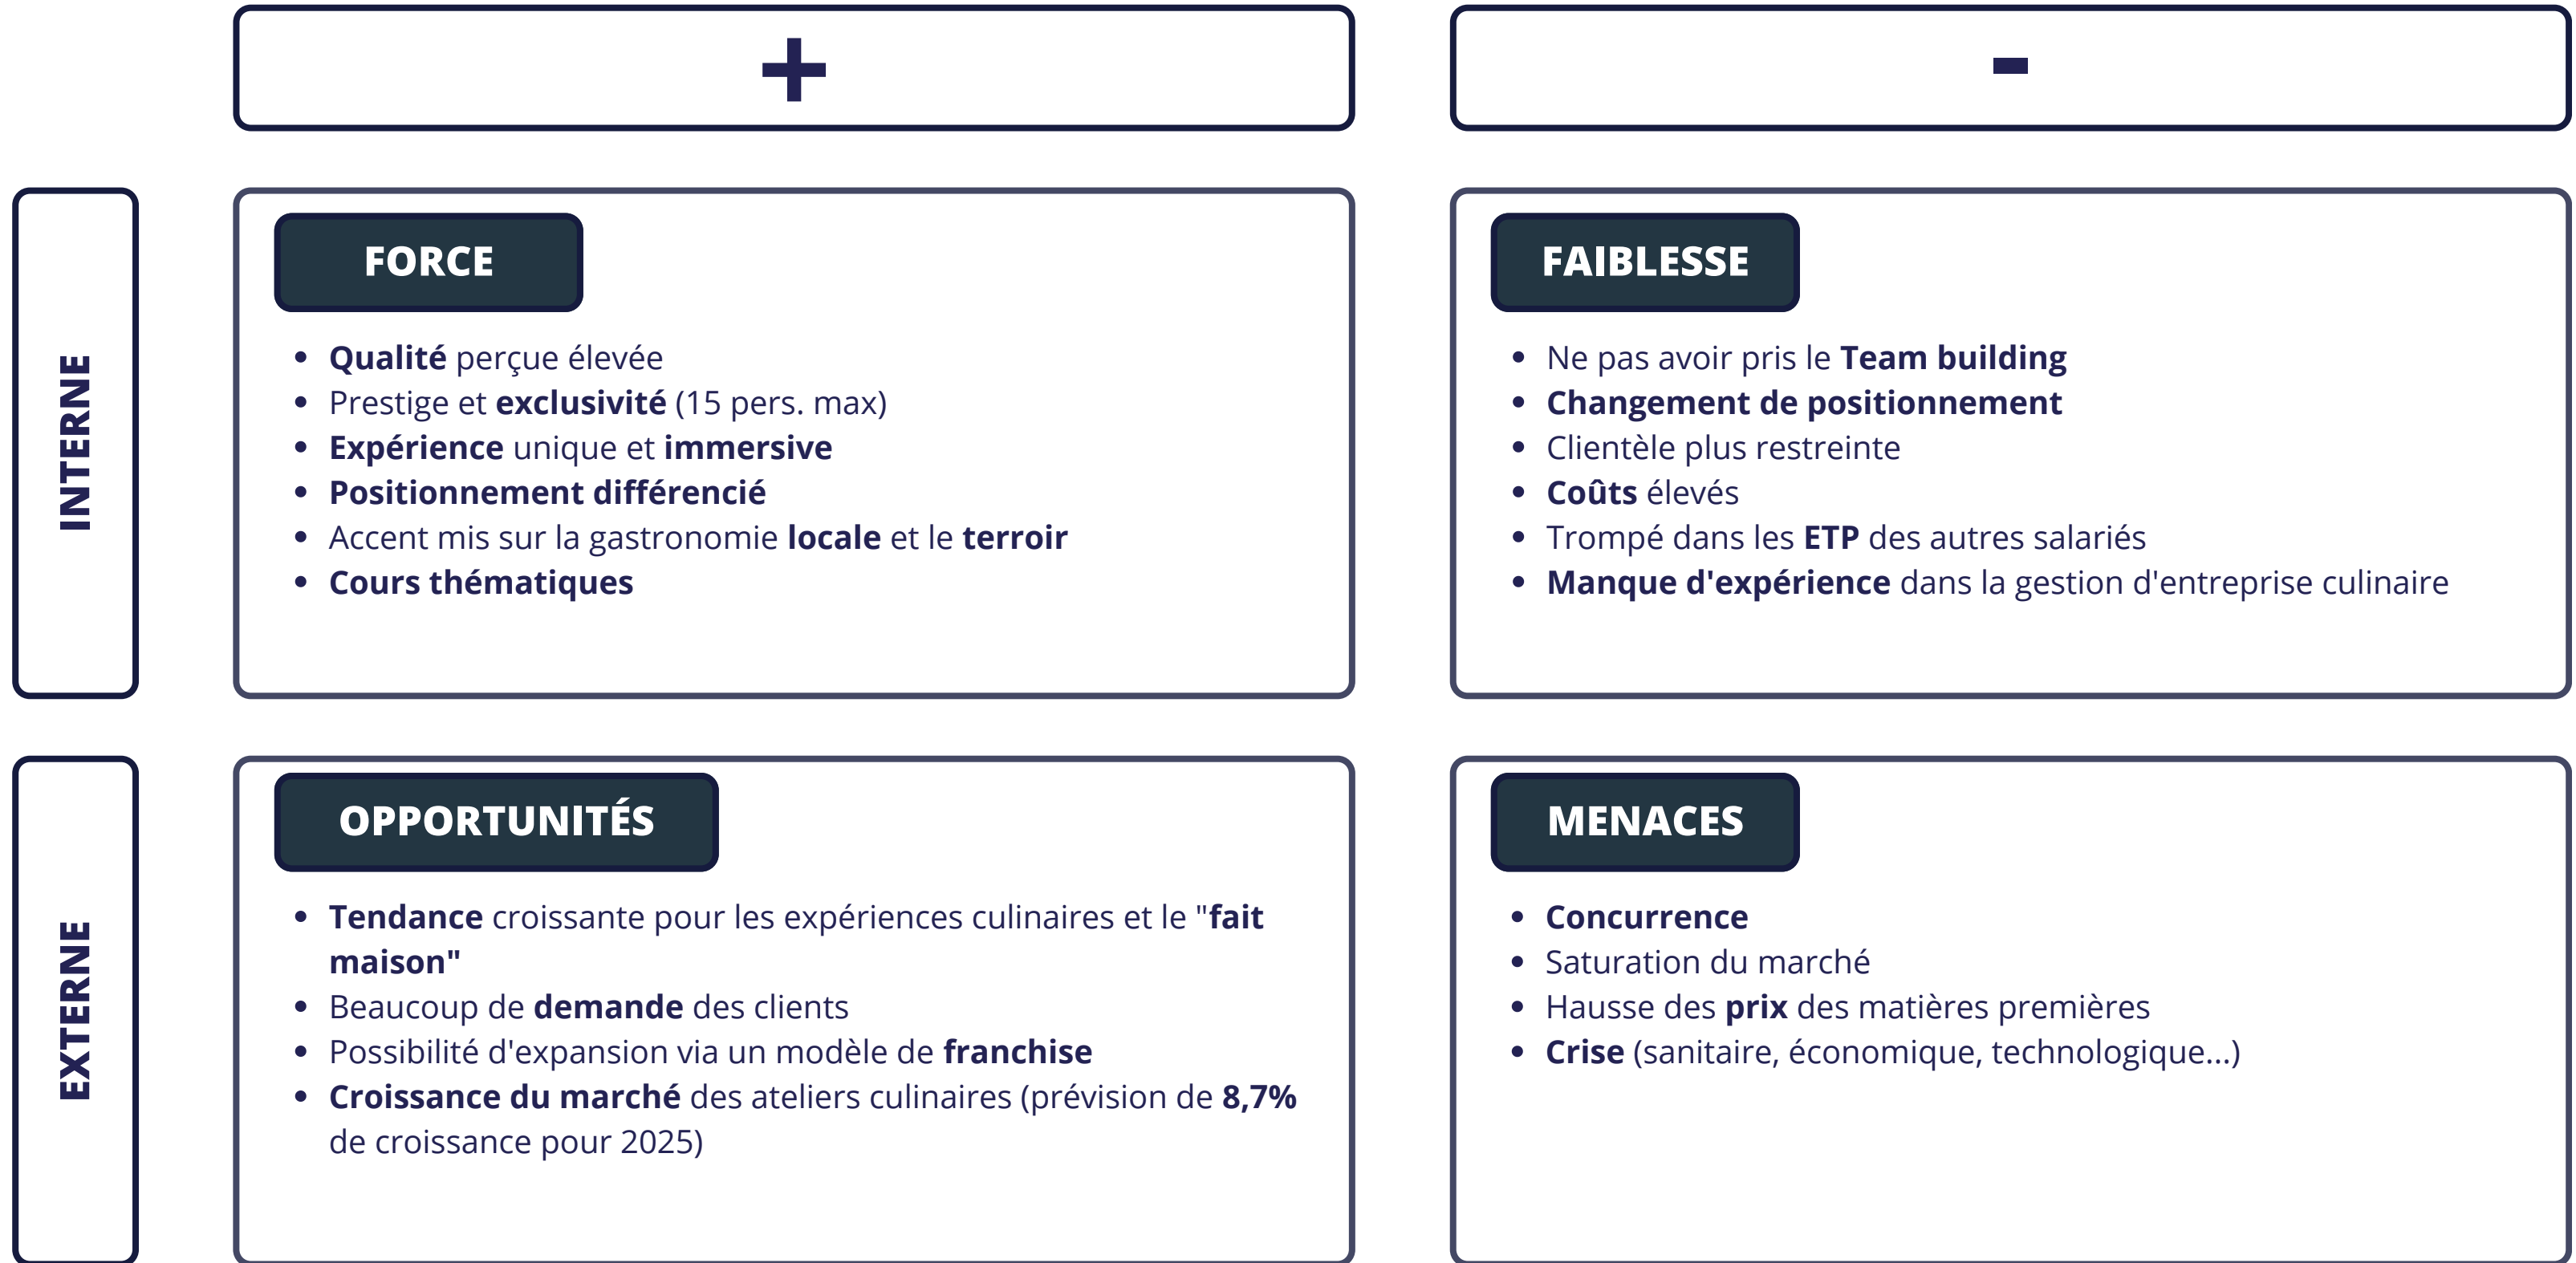 +
-
INTERNE
FORCE
• Qualité perçue élevée
• Prestige et exclusivité (15 pers. max)
• Expérience unique et immersive
• Positionnement différencié
• Accent mis sur la gastronomie locale et le terroir
• Cours thématiques
FAIBLESSE
• Ne pas avoir pris le Team building
• Changement de positionnement
• Clientèle plus restreinte
• Coûts élevés
• Trompé dans les ETP des autres salariés
• Manque d'expérience dans la gestion d'entreprise culinaire
EXTERNE
OPPORTUNITÉS
• Tendance croissante pour les expériences culinaires et le "fait
maison"
• Beaucoup de demande des clients
• Possibilité d'expansion via un modèle de franchise
• Croissance du marché des ateliers culinaires (prévision de 8,7%
de croissance pour 2025)
MENACES
• Concurrence
• Saturation du marché
• Hausse des prix des matières premières
• Crise (sanitaire, économique, technologique...)